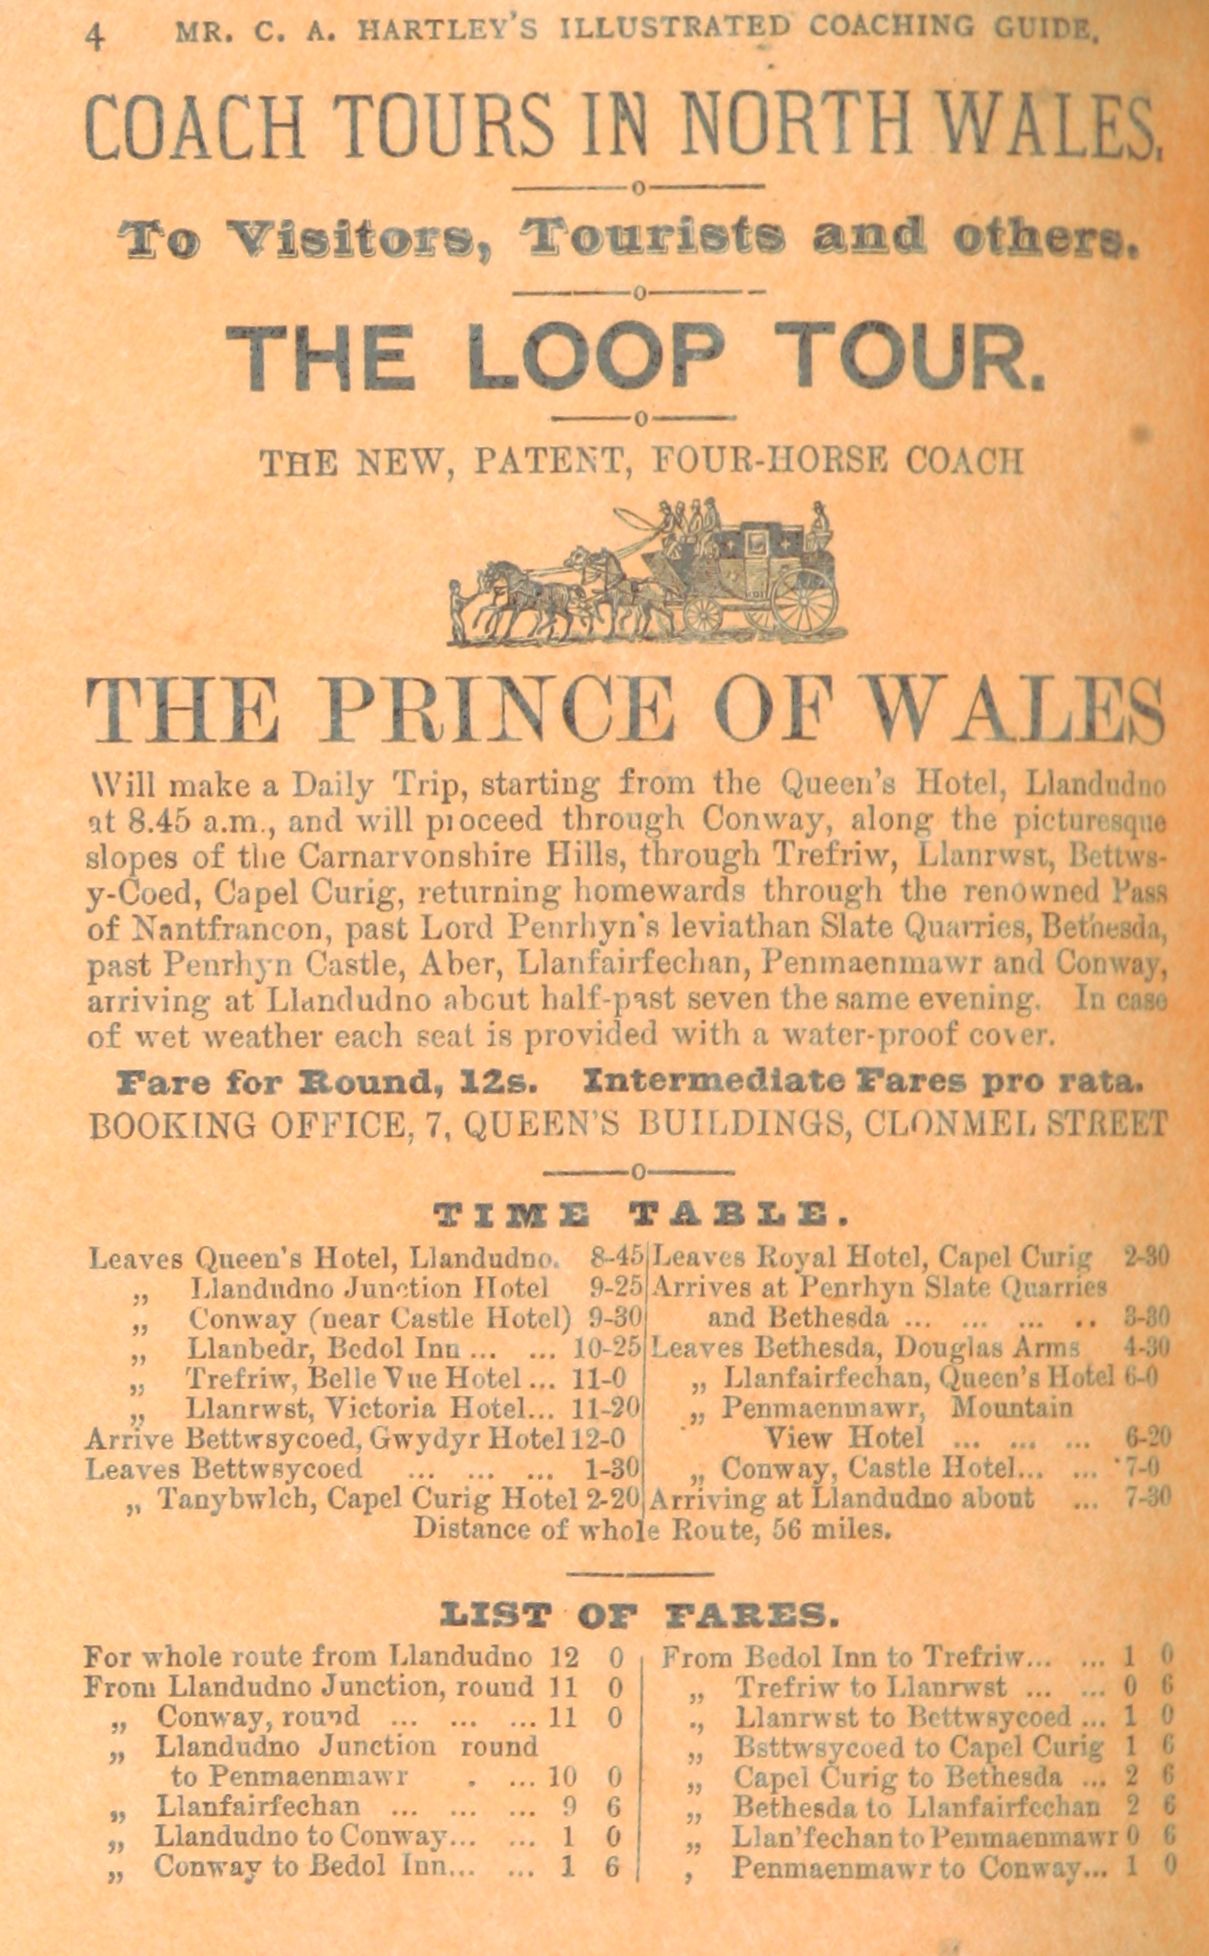 4 MR. C. A. HARTLEY'S ILLUSTRATED COACHING GUIDE.
COACH TOURS IN NORTH WALES,
To Visitors, Tourists and others.
THE LOOP TOUR.
THE NEW, PATENT, FOUR-HORSE COACH
THE PRINCE OF WALES
Will make a Daily Trip, starting from the Queen's Hotel, Llandudno
at 8.45 a.m., and will proceed through Conway, along the picturesque
slopes of the Carnarvonshire Hills, through Trefriw, Llanrwst, Bettws-
y-Coed, Capel Curig, returning homewards through the renowned Pass
of Nantfrancon, past Lord Penrhyn's leviathan Slate Quarries, Bethesda,
past Penrhyn Castle, Aber, Llanfairfechan, Penmaenmawr and Conway,
arriving at Llandudno about half-past seven the same evening. In case
of wet weather each seat is provided with a water-proof cover.
Fare for Round, 12s. Intermediate Fares pro rata.
BOOKING OFFICE, 7, QUEEN'S BUILDINGS, CLONMEL STREET
TIME TABLE.
Leaves Queen's Hotel, Llandudno. 8-45
„ Llandudno Junction Hotel 9-25
„ Conway (near Castle Hotel) 9-30
„ Llanbedr, Bedol Inn ... ... 10-25
„ Trefriw, Belle Vue Hotel ... 11-0
„ Llanrwst, Victoria Hotel... 11-20
Arrive Bettwsycoed, Gwydyr Hotel 12-0
Leaves Bettwsycoed ... ... ... 1-30
„ Tanybwlch, Capel Curig Hotel 2-20
Leaves Royal Hotel, Capel Curig 2-30
Arrives at Penrhyn Slate Quarries
and Bethesda ... ... ... .. 3-30
Leaves Bethesda, Douglas Arms 4-30
„ Llanfairfechan, Queen's Hotel 6-0
„ Penmaenmawr, Mountain
View Hotel ... ... ... 6-20
„ Conway, Castle Hotel... ... 7-0
Arriving at Llandudno about ... 7-30
Distance of whole Route, 56 miles.
LIST OF FARES.
For whole route from Llandudno 12 0
From Llandudno Junction, round 11 0
„ Conway, round ... ... ... 11 0
„ Llandudno Junction round
to Penmaenmawr . ... 10 0
„ Llanfairfechan ... ... ... 9 6
„ Llandudno to Conway... ... 1 0
„ Conway to Bedol Inn... ... 1 6
From Bedol Inn to Trefriw... ... 1 0
„ Trefriw to Llanrwst ... ... 0 6
„ Llanrwst to Bettwsycoed ... 1 0
„ Bsttwsycoed to Capel Curig 1 6
„ Capel Curig to Bethesda ... 2 6
„ Bethesda to Llanfairfechan 2 6
„ Llan'fechan to Penmaenmawr 0 6
, Penmaenmawr to Conway... 1 0